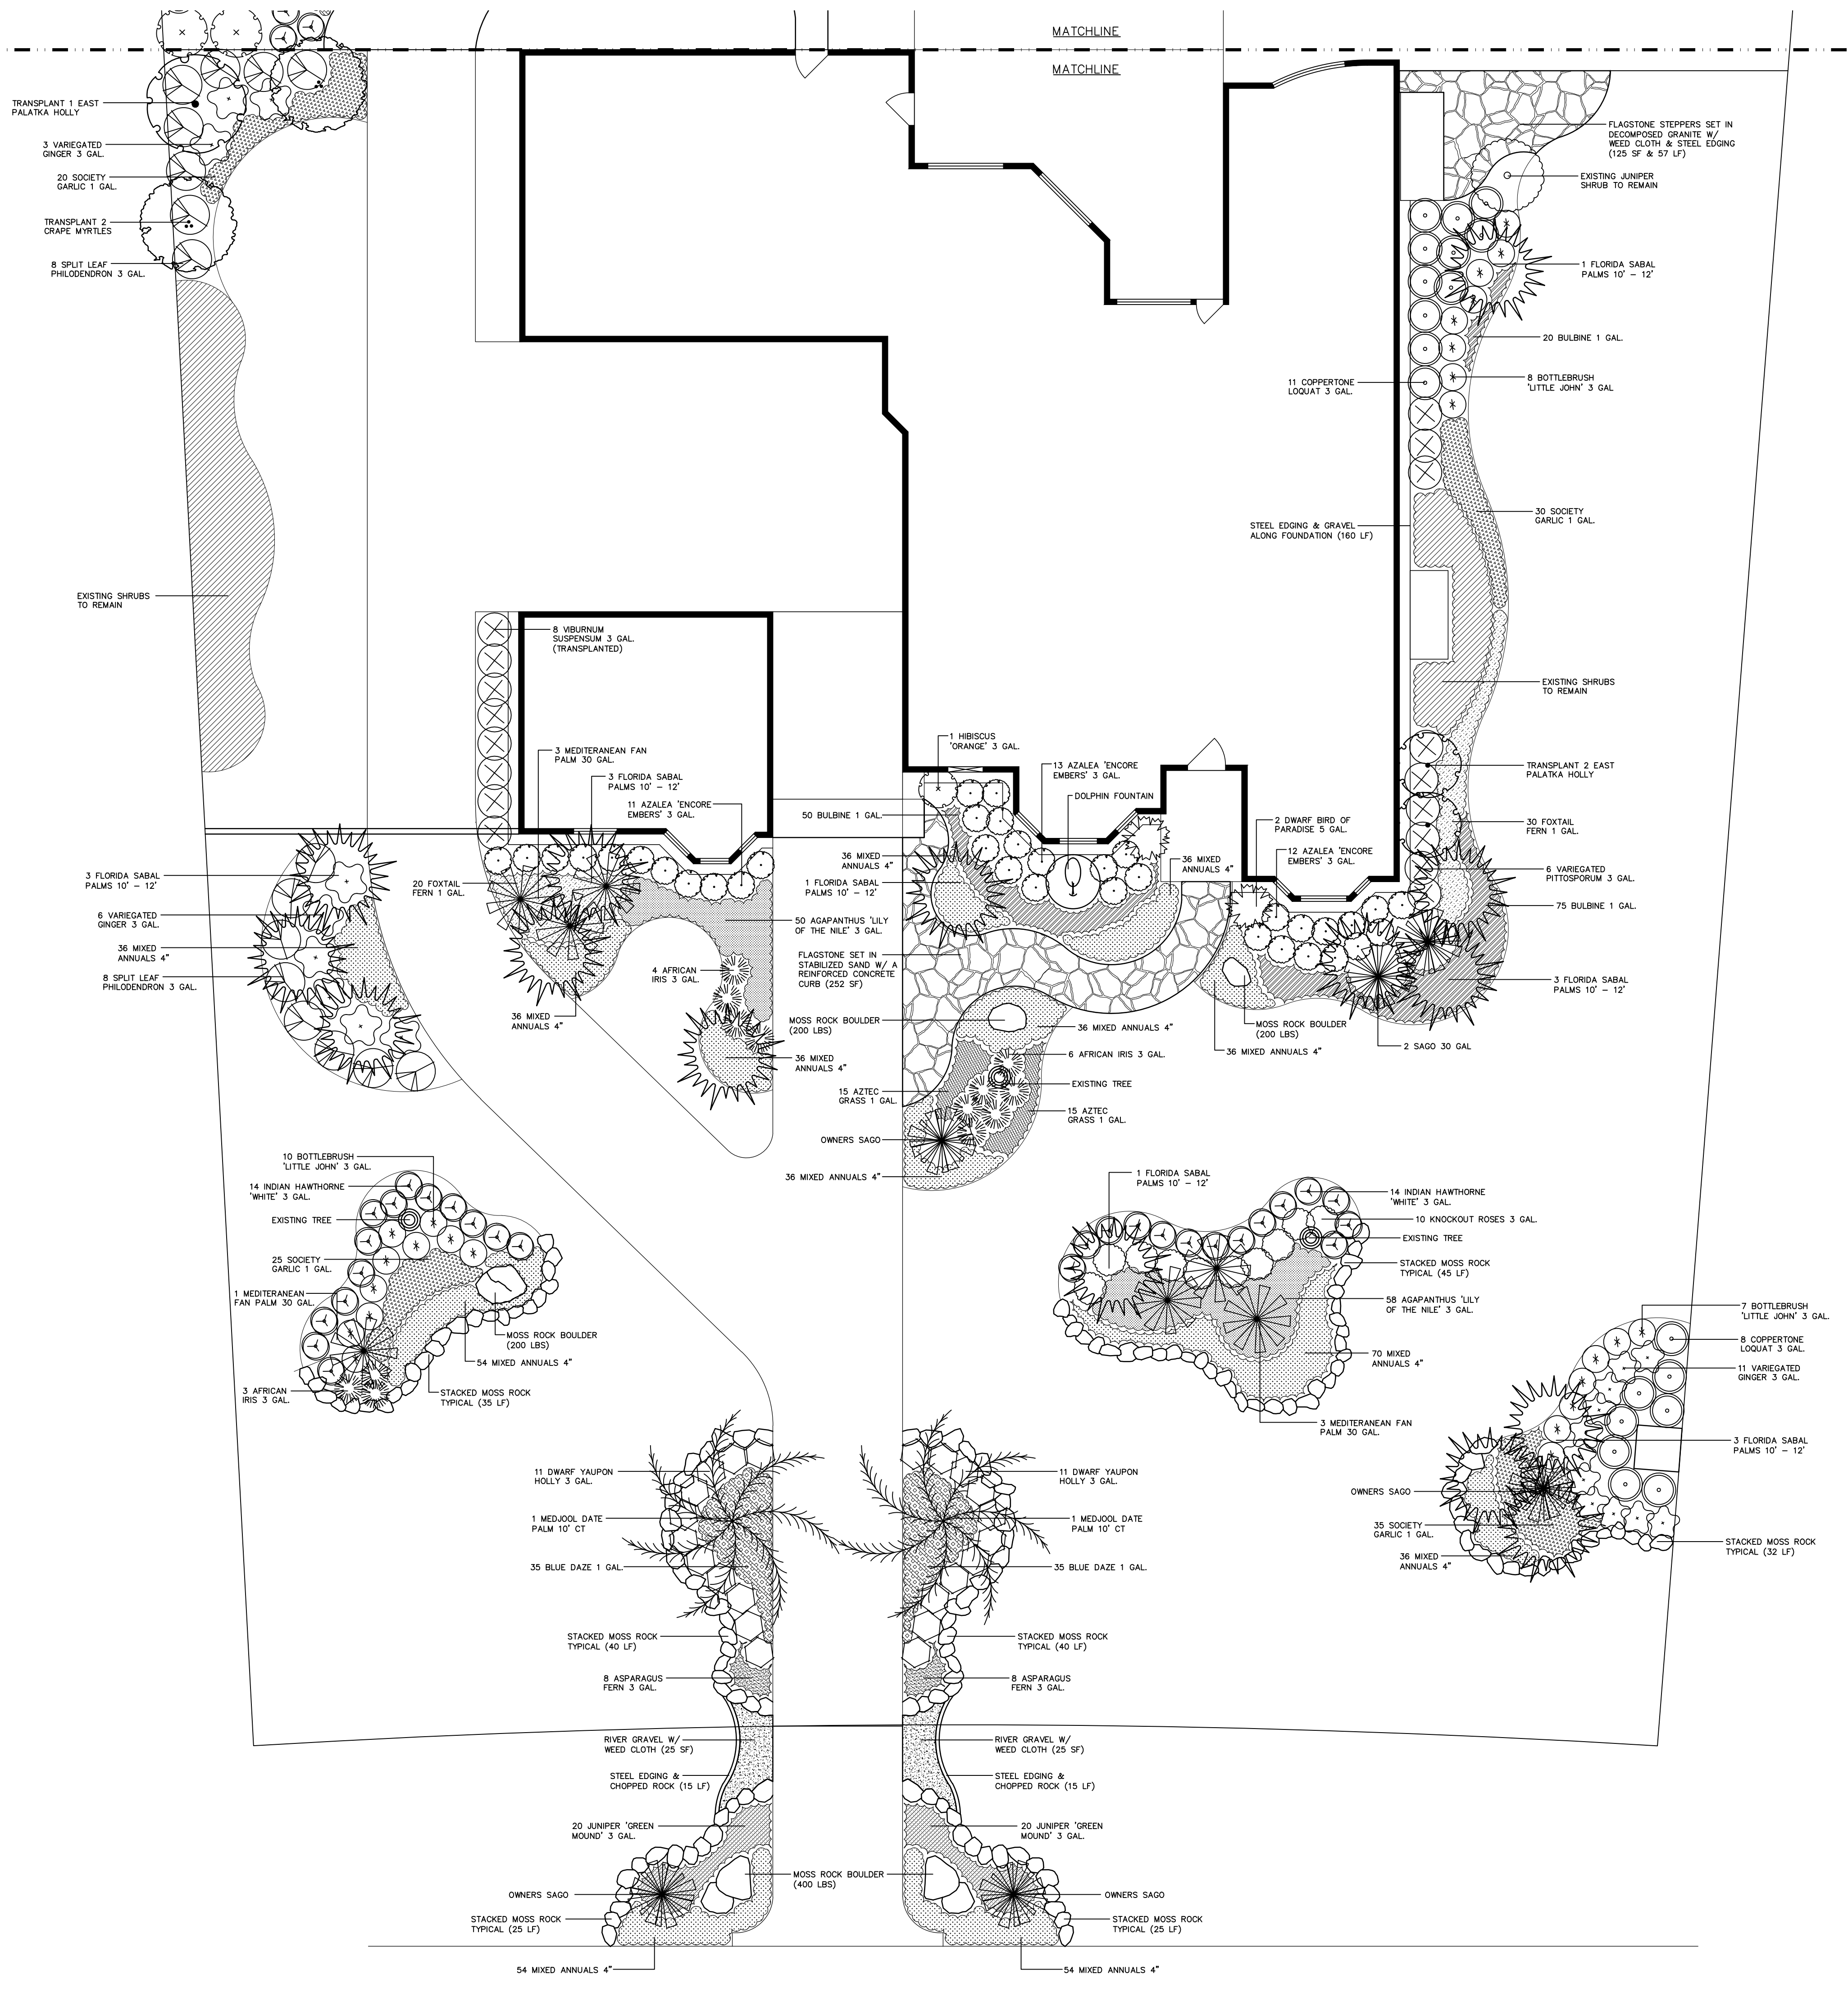 MATCHLINE
MATCHLINE
TRANSPLANT 1 EAST
PALATKA HOLLY
3 VARIEGATED
GINGER 3 GAL.
20 SOCIETY
GARLIC 1 GAL.
TRANSPLANT 2
CRAPE MYRTLES
8 SPLIT LEAF
PHILODENDRON 3 GAL.
EXISTING SHRUBS
TO REMAIN
FLAGSTONE STEPPERS SET IN
DECOMPOSED GRANITE W/
WEED CLOTH & STEEL EDGING
(125 SF & 57 LF)
EXISTING JUNIPER
SHRUB TO REMAIN
1 FLORIDA SABAL
PALMS 10' – 12'
20 BULBINE 1 GAL.
11 COPPERTONE
LOQUAT 3 GAL.
8 BOTTLEBRUSH
'LITTLE JOHN' 3 GAL
30 SOCIETY
GARLIC 1 GAL.
STEEL EDGING & GRAVEL
ALONG FOUNDATION (160 LF)
EXISTING SHRUBS
TO REMAIN
TRANSPLANT 2 EAST
PALATKA HOLLY
30 FOXTAIL
FERN 1 GAL.
6 VARIEGATED
PITTOSPORUM 3 GAL.
75 BULBINE 1 GAL.
3 FLORIDA SABAL
PALMS 10' – 12'
8 VIBURNUM
SUSPENSUM 3 GAL.
(TRANSPLANTED)
3 MEDITERANEAN FAN
PALM 30 GAL.
3 FLORIDA SABAL
PALMS 10' – 12'
11 AZALEA 'ENCORE
EMBERS' 3 GAL.
1 HIBISCUS
'ORANGE' 3 GAL.
13 AZALEA 'ENCORE
EMBERS' 3 GAL.
DOLPHIN FOUNTAIN
50 BULBINE 1 GAL.
2 DWARF BIRD OF
PARADISE 5 GAL.
36 MIXED
ANNUALS 4"
36 MIXED
ANNUALS 4"
12 AZALEA 'ENCORE
EMBERS' 3 GAL.
1 FLORIDA SABAL
PALMS 10' – 12'
3 FLORIDA SABAL
PALMS 10' – 12'
20 FOXTAIL
FERN 1 GAL.
6 VARIEGATED
GINGER 3 GAL.
36 MIXED
ANNUALS 4"
8 SPLIT LEAF
PHILODENDRON 3 GAL.
50 AGAPANTHUS 'LILY
OF THE NILE' 3 GAL.
FLAGSTONE SET IN
STABILIZED SAND W/ A
REINFORCED CONCRETE
CURB (252 SF)
4 AFRICAN
IRIS 3 GAL.
36 MIXED
ANNUALS 4"
MOSS ROCK BOULDER
(200 LBS)
36 MIXED ANNUALS 4"
MOSS ROCK BOULDER
(200 LBS)
36 MIXED ANNUALS 4"
2 SAGO 30 GAL
36 MIXED
ANNUALS 4"
6 AFRICAN IRIS 3 GAL.
EXISTING TREE
15 AZTEC
GRASS 1 GAL.
15 AZTEC
GRASS 1 GAL.
OWNERS SAGO
36 MIXED ANNUALS 4"
10 BOTTLEBRUSH
'LITTLE JOHN' 3 GAL.
14 INDIAN HAWTHORNE
'WHITE' 3 GAL.
EXISTING TREE
25 SOCIETY
GARLIC 1 GAL.
1 MEDITERANEAN
FAN PALM 30 GAL.
MOSS ROCK BOULDER
(200 LBS)
54 MIXED ANNUALS 4"
3 AFRICAN
IRIS 3 GAL.
STACKED MOSS ROCK
TYPICAL (35 LF)
1 FLORIDA SABAL
PALMS 10' – 12'
14 INDIAN HAWTHORNE
'WHITE' 3 GAL.
10 KNOCKOUT ROSES 3 GAL.
EXISTING TREE
STACKED MOSS ROCK
TYPICAL (45 LF)
58 AGAPANTHUS 'LILY
OF THE NILE' 3 GAL.
70 MIXED
ANNUALS 4"
3 MEDITERANEAN FAN
PALM 30 GAL.
7 BOTTLEBRUSH
'LITTLE JOHN' 3 GAL.
8 COPPERTONE
LOQUAT 3 GAL.
11 VARIEGATED
GINGER 3 GAL.
3 FLORIDA SABAL
PALMS 10' – 12'
OWNERS SAGO
35 SOCIETY
GARLIC 1 GAL.
36 MIXED
ANNUALS 4"
STACKED MOSS ROCK
TYPICAL (32 LF)
11 DWARF YAUPON
HOLLY 3 GAL.
11 DWARF YAUPON
HOLLY 3 GAL.
1 MEDJOOL DATE
PALM 10' CT
1 MEDJOOL DATE
PALM 10' CT
35 BLUE DAZE 1 GAL.
35 BLUE DAZE 1 GAL.
STACKED MOSS ROCK
TYPICAL (40 LF)
STACKED MOSS ROCK
TYPICAL (40 LF)
8 ASPARAGUS
FERN 3 GAL.
8 ASPARAGUS
FERN 3 GAL.
RIVER GRAVEL W/
WEED CLOTH (25 SF)
RIVER GRAVEL W/
WEED CLOTH (25 SF)
STEEL EDGING &
CHOPPED ROCK (15 LF)
STEEL EDGING &
CHOPPED ROCK (15 LF)
20 JUNIPER 'GREEN
MOUND' 3 GAL.
20 JUNIPER 'GREEN
MOUND' 3 GAL.
MOSS ROCK BOULDER
(400 LBS)
OWNERS SAGO
OWNERS SAGO
STACKED MOSS ROCK
TYPICAL (25 LF)
STACKED MOSS ROCK
TYPICAL (25 LF)
54 MIXED ANNUALS 4"
54 MIXED ANNUALS 4"